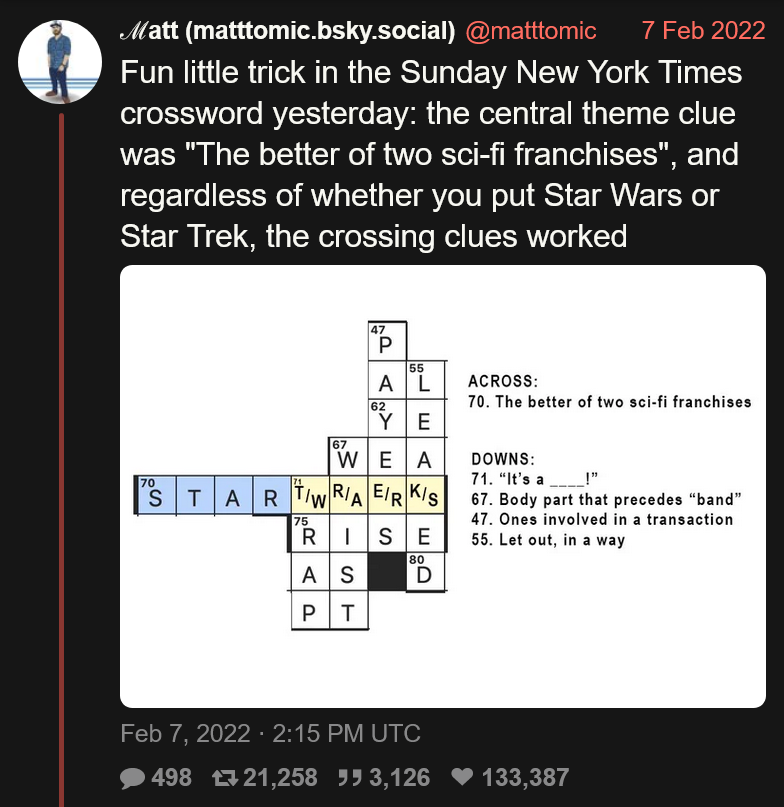 𝓜att (matttomic.bsky.social) @matttomic 7 Feb 2022
Fun little trick in the Sunday New York Times
crossword yesterday: the central theme clue
was "The better of two sci-fi franchises", and
regardless of whether you put Star Wars or
Star Trek, the crossing clues worked
47 P
A 55 L
62 Y E
67 W E A
70 S T A R 71 T/W R/A E/R K/S
75 R I S E
A S 80 D
P T
ACROSS:
70. The better of two sci-fi franchises
DOWNS:
71. “It’s a ____!”
67. Body part that precedes “band”
47. Ones involved in a transaction
55. Let out, in a way
Feb 7, 2022 · 2:15 PM UTC
498 21,258 3,126 133,387